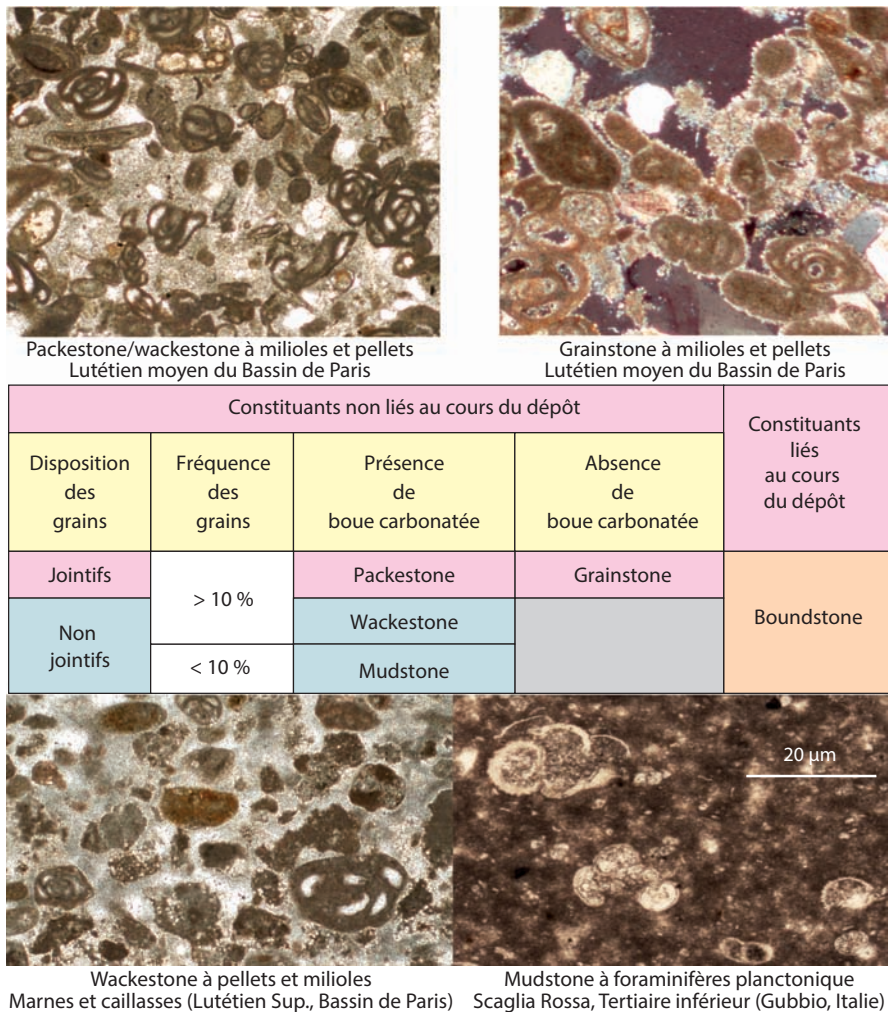 Packestone/wackestone à milioles et pellets
Lutétien moyen du Bassin de Paris
Grainstone à milioles et pellets
Lutétien moyen du Bassin de Paris
Constituants non liés au cours du dépôt
Constituants
liés
au cours
du dépôt
Disposition
des
grains
Fréquence
des
grains
Présence
de
boue carbonatée
Absence
de
boue carbonatée
Jointifs
> 10 %
Packestone
Grainstone
Boundstone
Non
jointifs
Wackestone
< 10 %
Mudstone
20 µm
Wackestone à pellets et milioles
Marnes et caillasses (Lutétien Sup., Bassin de Paris)
Mudstone à foraminifères planctonique
Scaglia Rossa, Tertiaire inférieur (Gubbio, Italie)